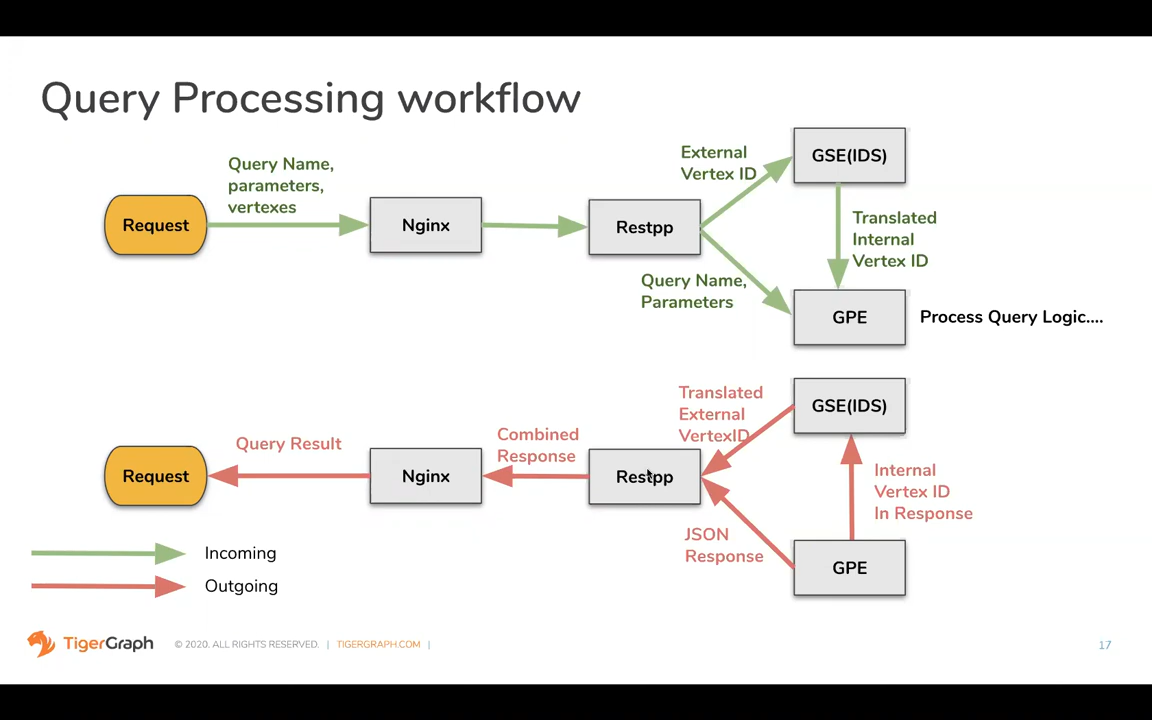 Query Processing workflow
Query Name,
parameters,
vertexes
Request
Nginx
Restpp
External
Vertex ID
GSE(IDS)
Translated
Internal
Vertex ID
Query Name,
Parameters
GPE
Process Query Logic....
Request
Query Result
Nginx
Combined
Response
Restpp
Translated
External
VertexID
GSE(IDS)
Internal
Vertex ID
In Response
JSON
Response
GPE
Incoming
Outgoing
TigerGraph
© 2020. ALL RIGHTS RESERVED. | TIGERGRAPH.COM |
17